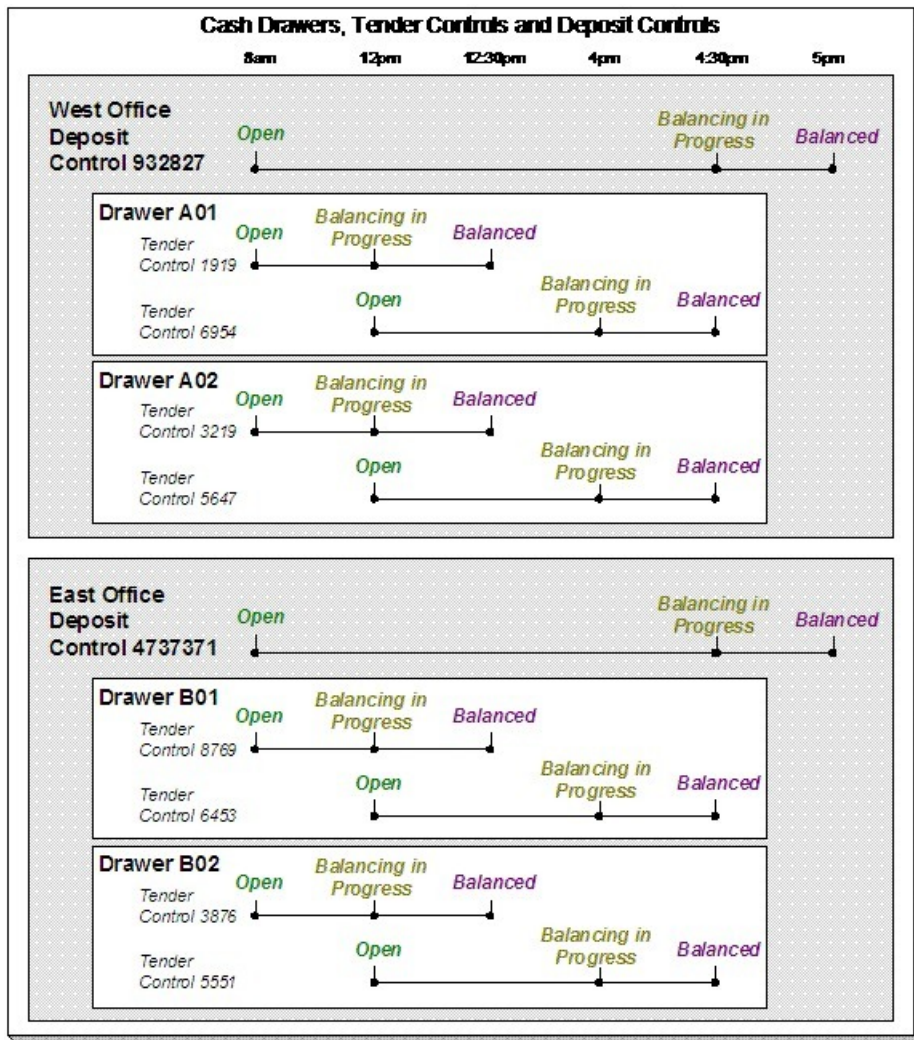 Cash Drawers, Tender Controls and Deposit Controls
8am 12pm 12:30pm 4pm 4:30pm 5pm
West Office
Deposit
Control 932827
Open
Balancing in
Progress
Balanced
Drawer A01
Tender
Control 1919
Open
Balancing in
Progress
Balanced
Tender
Control 6954
Open
Balancing in
Progress
Balanced
Drawer A02
Tender
Control 3219
Open
Balancing in
Progress
Balanced
Tender
Control 5647
Open
Balancing in
Progress
Balanced
East Office
Deposit
Control 4737371
Open
Balancing in
Progress
Balanced
Drawer B01
Tender
Control 8769
Open
Balancing in
Progress
Balanced
Tender
Control 6453
Open
Balancing in
Progress
Balanced
Drawer B02
Tender
Control 3876
Open
Balancing in
Progress
Balanced
Tender
Control 5551
Open
Balancing in
Progress
Balanced